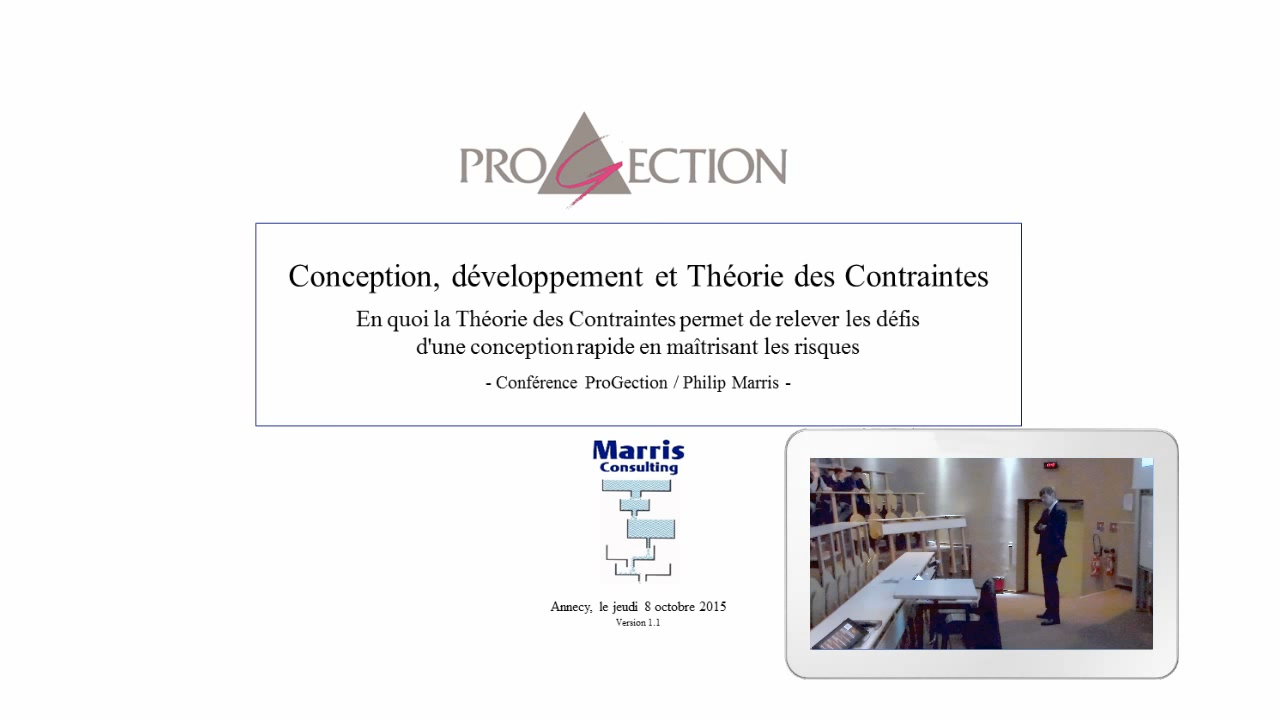 PROGECTION
Conception, développement et Théorie des Contraintes
En quoi la Théorie des Contraintes permet de relever les défis
d'une conception rapide en maîtrisant les risques
- Conférence ProGection / Philip Marris -
Marris
Consulting
Annecy, le jeudi 8 octobre 2015
Version 1.1